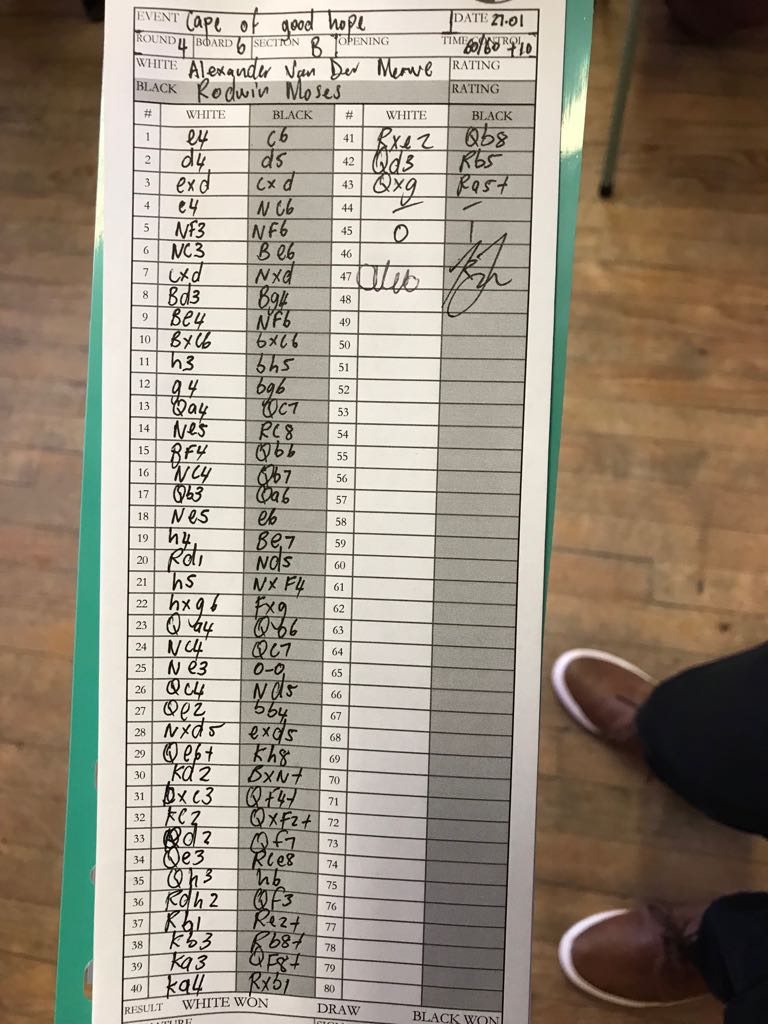 EVENT Cape of good hope DATE 27.01
ROUND 4 BOARD 6 SECTION B OPENING TIME CONTROL 60/60 +10
WHITE Alexander Van Der Merwe RATING
BLACK Rodwin Moses RATING
# WHITE BLACK # WHITE BLACK
1 e4 c6 41 Rxe2 Qb8
2 d4 d5 42 Qd3 Rb5
3 exd cxd 43 Qxg Ra5+
4 c4 NC6 44 – –
5 NF3 NF6 45 0 1
6 NC3 Be6 46
7 cxd Nxd 47
8 Bd3 Bg4 48
9 Be4 NF6 49
10 BxC6 bxC6 50
11 h3 bh5 51
12 g4 bg6 52
13 Qa4 QC7 53
14 Ne5 RC8 54
15 BF4 Qb6 55
16 NC4 Qb7 56
17 Qb3 Qa6 57
18 Ne5 e6 58
19 h4 Be7 59
20 Rd1 Nd5 60
21 h5 NxF4 61
22 hxg6 Fxg 62
23 Qa4 Qb6 63
24 NC4 QC7 64
25 Ne3 0-0 65
26 QC4 Nd5 66
27 Qe2 bb4 67
28 Nxd5 exd5 68
29 Qe6+ Kh8 69
30 Kd2 BxN+ 70
31 bxC3 QF4+ 71
32 KC2 QxF2+ 72
33 Qd2 Qf7 73
34 Qe3 Rce8 74
35 Qh3 h6 75
36 Rdh2 QF3 76
37 Rb1 Re2+ 77
38 Kb3 Rb8+ 78
39 Ka3 QF8+ 79
40 Ka4 Rxb1 80
RESULT WHITE WON DRAW BLACK WON